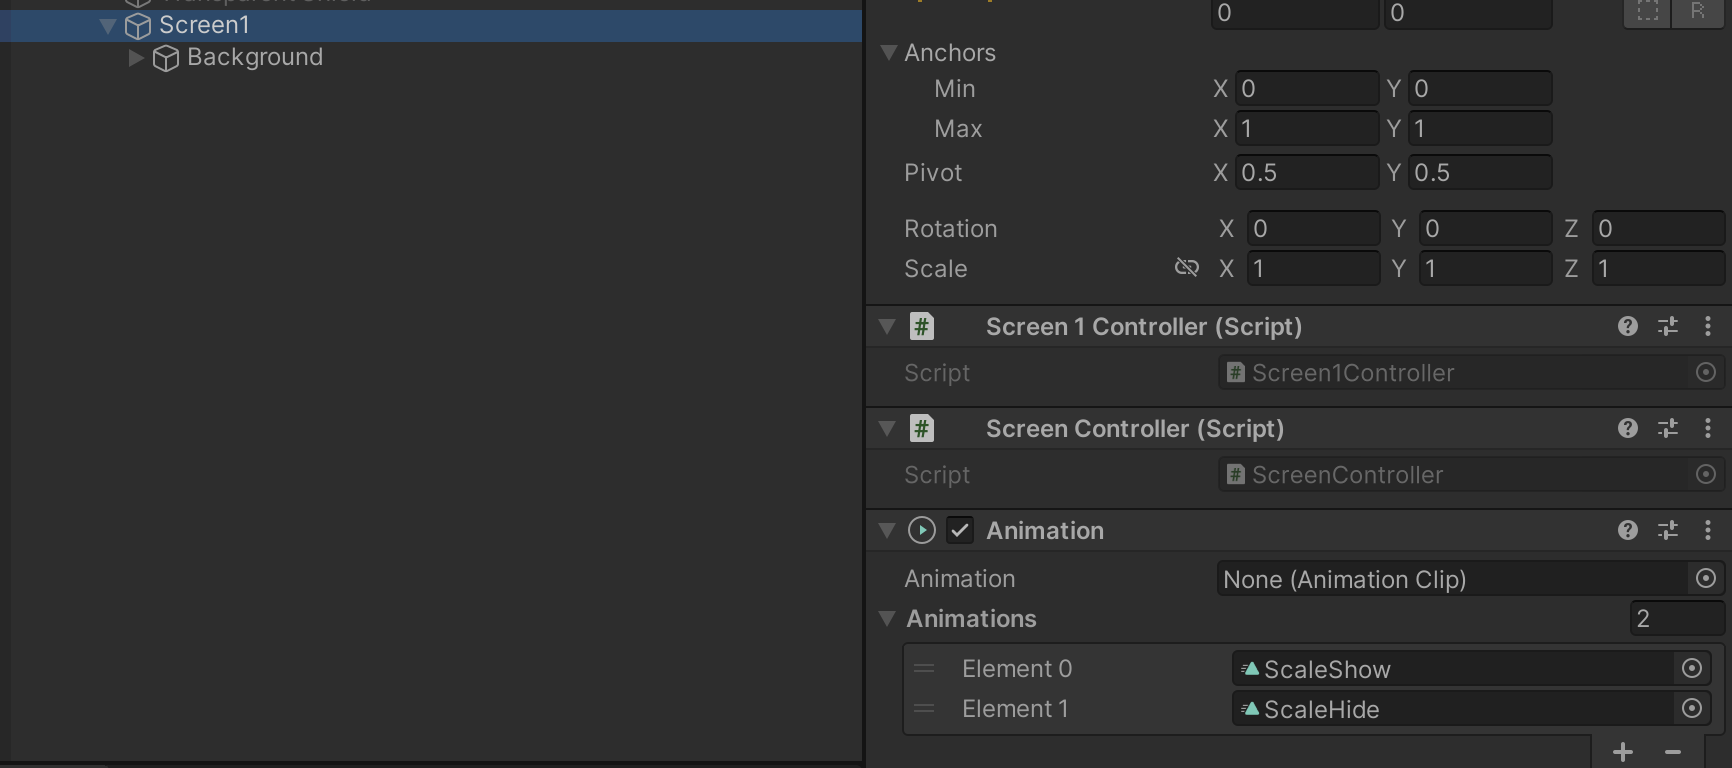 Transparent Shield
Screen1
Background
0 0 R
Anchors
Min X 0 Y 0
Max X 1 Y 1
Pivot X 0.5 Y 0.5
Rotation X 0 Y 0 Z 0
Scale X 1 Y 1 Z 1
# Screen 1 Controller (Script)
Script # Screen1Controller
# Screen Controller (Script)
Script # ScreenController
Animation
Animation None (Animation Clip)
Animations 2
Element 0 ScaleShow
Element 1 ScaleHide